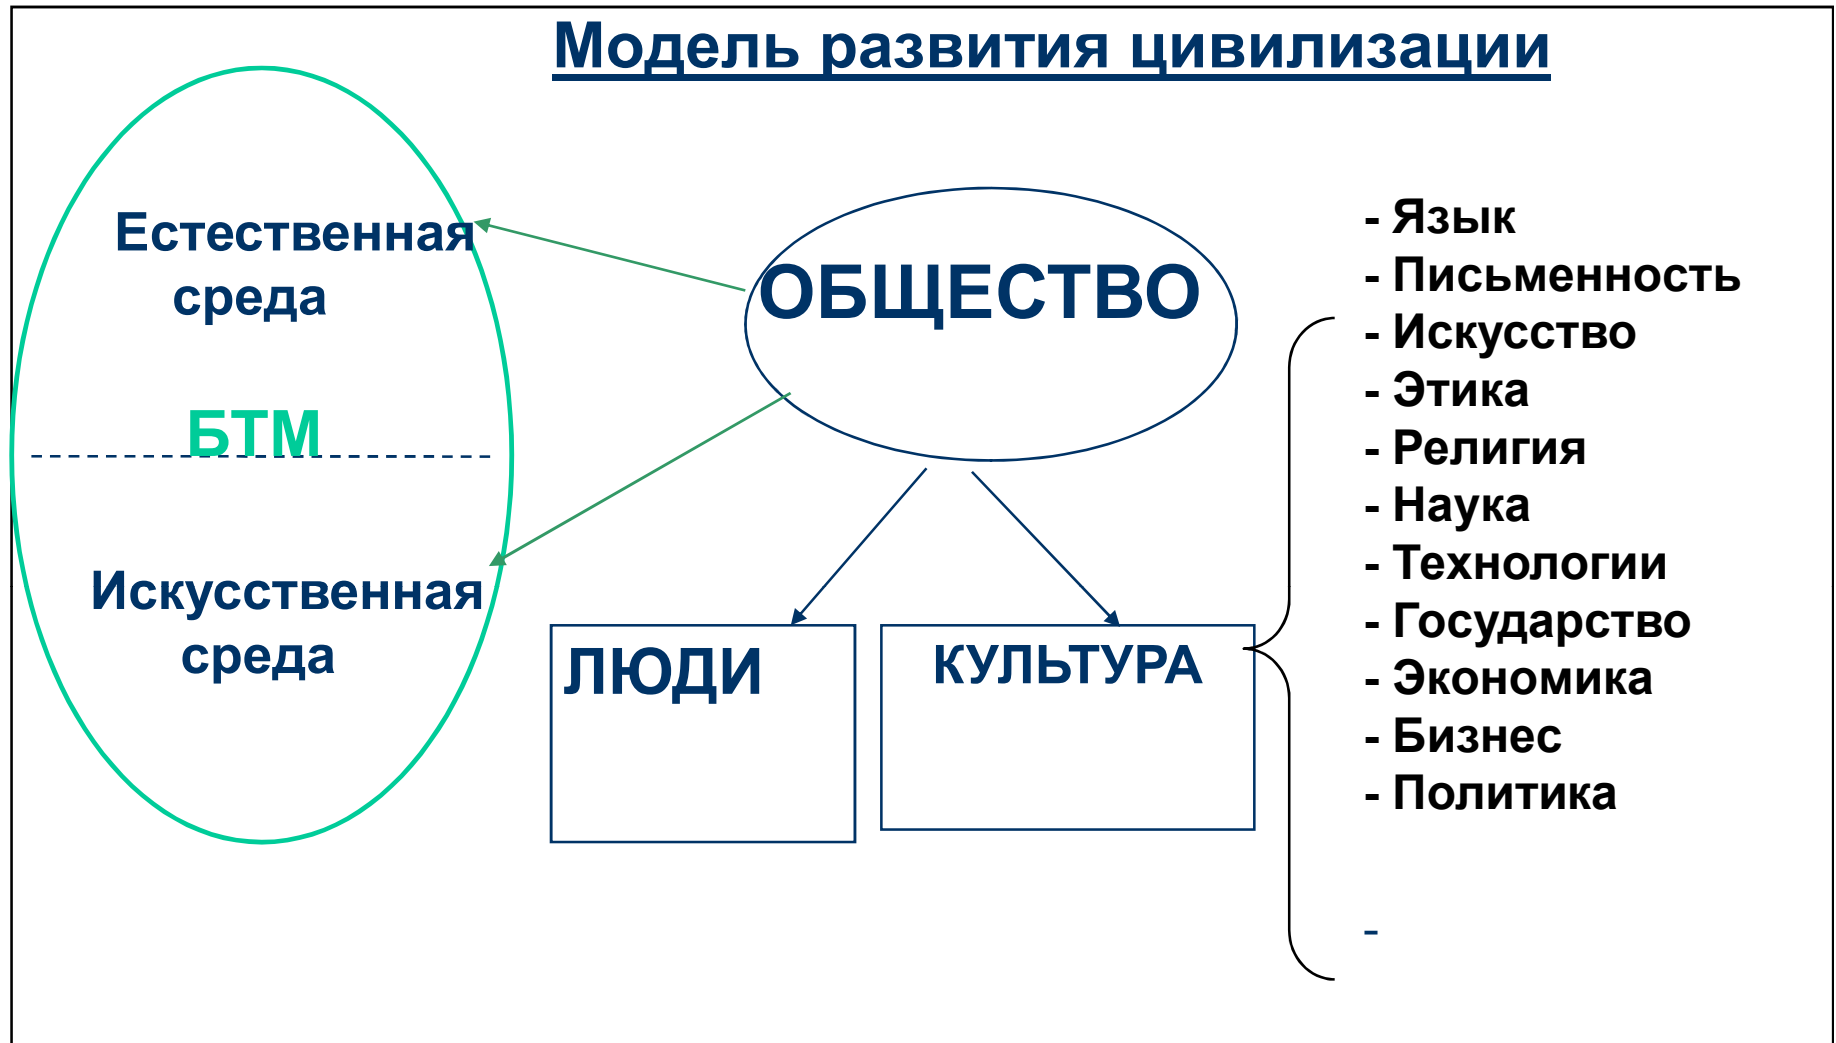 Модель развития цивилизации
Естественная
среда
БТМ
Искусственная
среда
ОБЩЕСТВО
ЛЮДИ
КУЛЬТУРА
- Язык
- Письменность
- Искусство
- Этика
- Религия
- Наука
- Технологии
- Государство
- Экономика
- Бизнес
- Политика
-